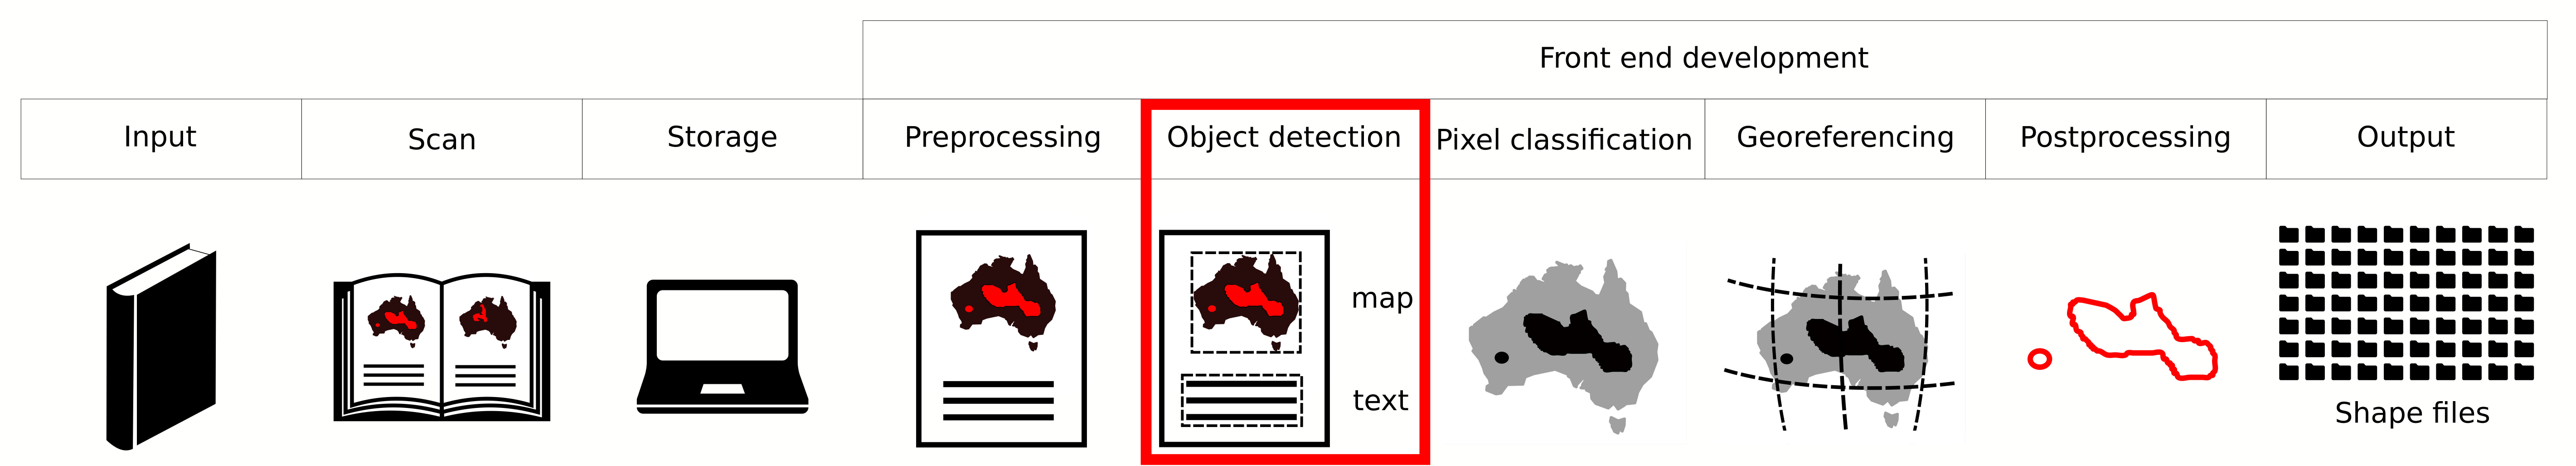 Front end development
Input
Scan
Storage
Preprocessing
Object detection
Pixel classification
Georeferencing
Postprocessing
Output
map
text
Shape files